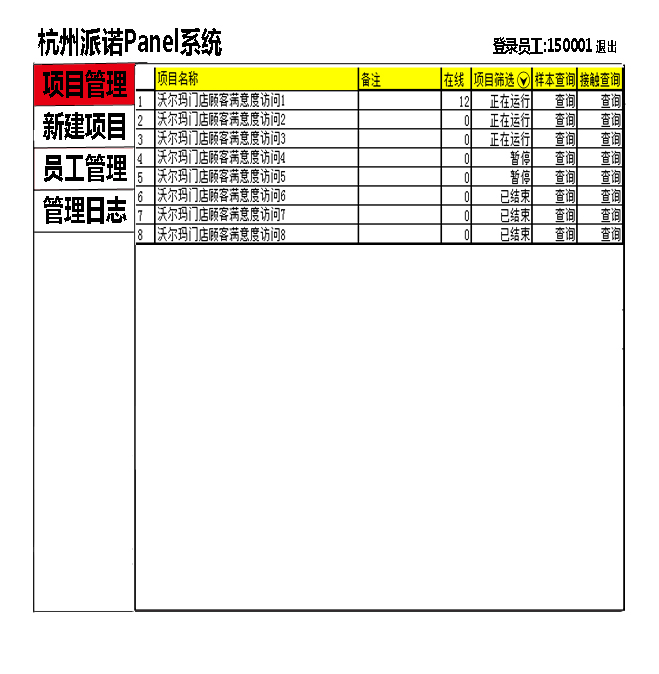 杭州派诺Panel系统
登录员工:150001 退出
项目管理
新建项目
员工管理
管理日志
项目名称 备注 在线 项目筛选 样本查询 接触查询
1 沃尔玛门店顾客满意度访问1 12 正在运行 查询 查询
2 沃尔玛门店顾客满意度访问2 0 正在运行 查询 查询
3 沃尔玛门店顾客满意度访问3 0 正在运行 查询 查询
4 沃尔玛门店顾客满意度访问4 0 暂停 查询 查询
5 沃尔玛门店顾客满意度访问5 0 暂停 查询 查询
6 沃尔玛门店顾客满意度访问6 0 已结束 查询 查询
7 沃尔玛门店顾客满意度访问7 0 已结束 查询 查询
8 沃尔玛门店顾客满意度访问8 0 已结束 查询 查询